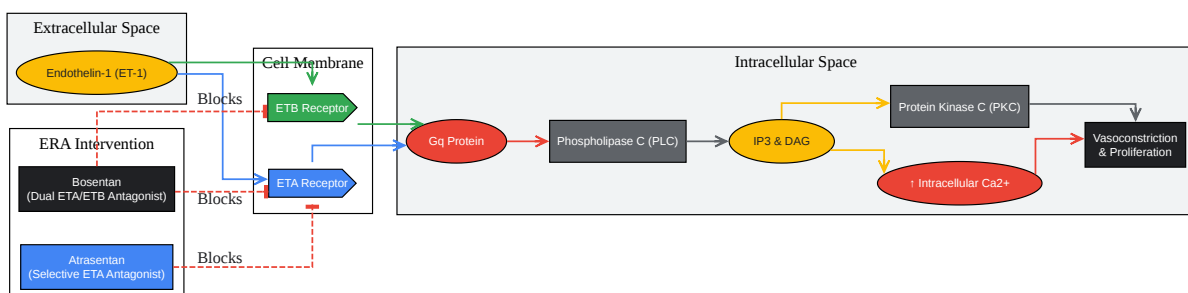 Extracellular Space
Endothelin-1 (ET-1)
ERA Intervention
Bosentan
(Dual ETA/ETB Antagonist)
Atrasentan
(Selective ETA Antagonist)
Blocks
Blocks
Blocks
Cell Membrane
ETB Receptor
ETA Receptor
Intracellular Space
Gq Protein
Phospholipase C (PLC)
IP3 & DAG
Protein Kinase C (PKC)
↑ Intracellular Ca2+
Vasoconstriction
& Proliferation